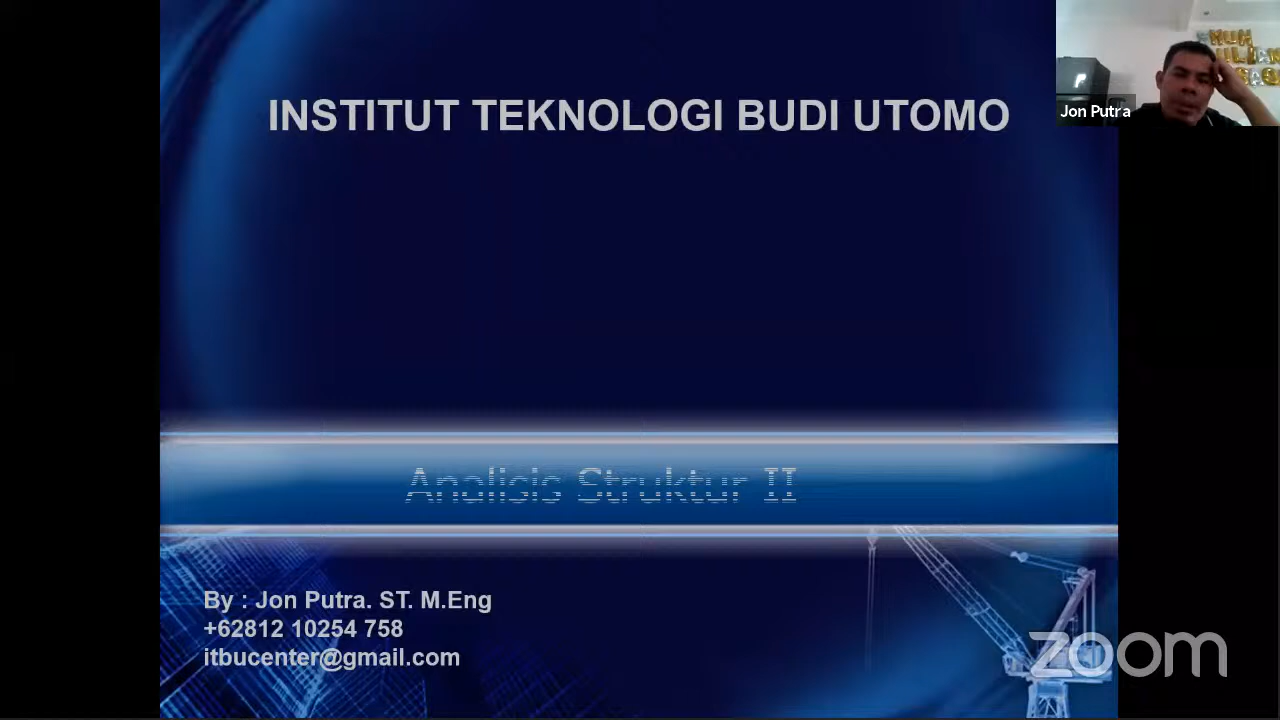 INSTITUT TEKNOLOGI BUDI UTOMO
Jon Putra
Analisis Struktur II
By : Jon Putra. ST. M.Eng
+62812 10254 758
itbucenter@gmail.com
zoom